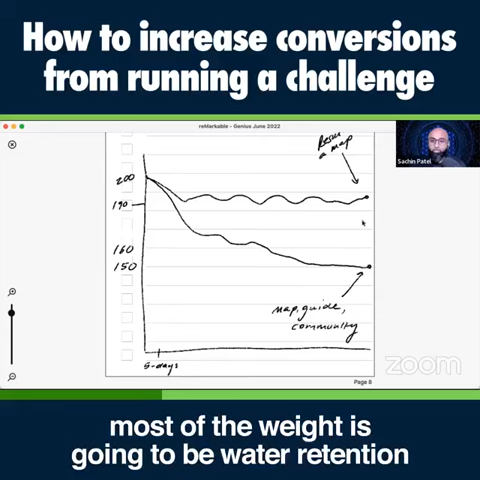 How to increase conversions
from running a challenge
reMarkable - Genius June 2022
a map
Sachin Patel
200
190
160
150
map, guide,
community
5-days
Page 8
zoom
most of the weight is
going to be water retention